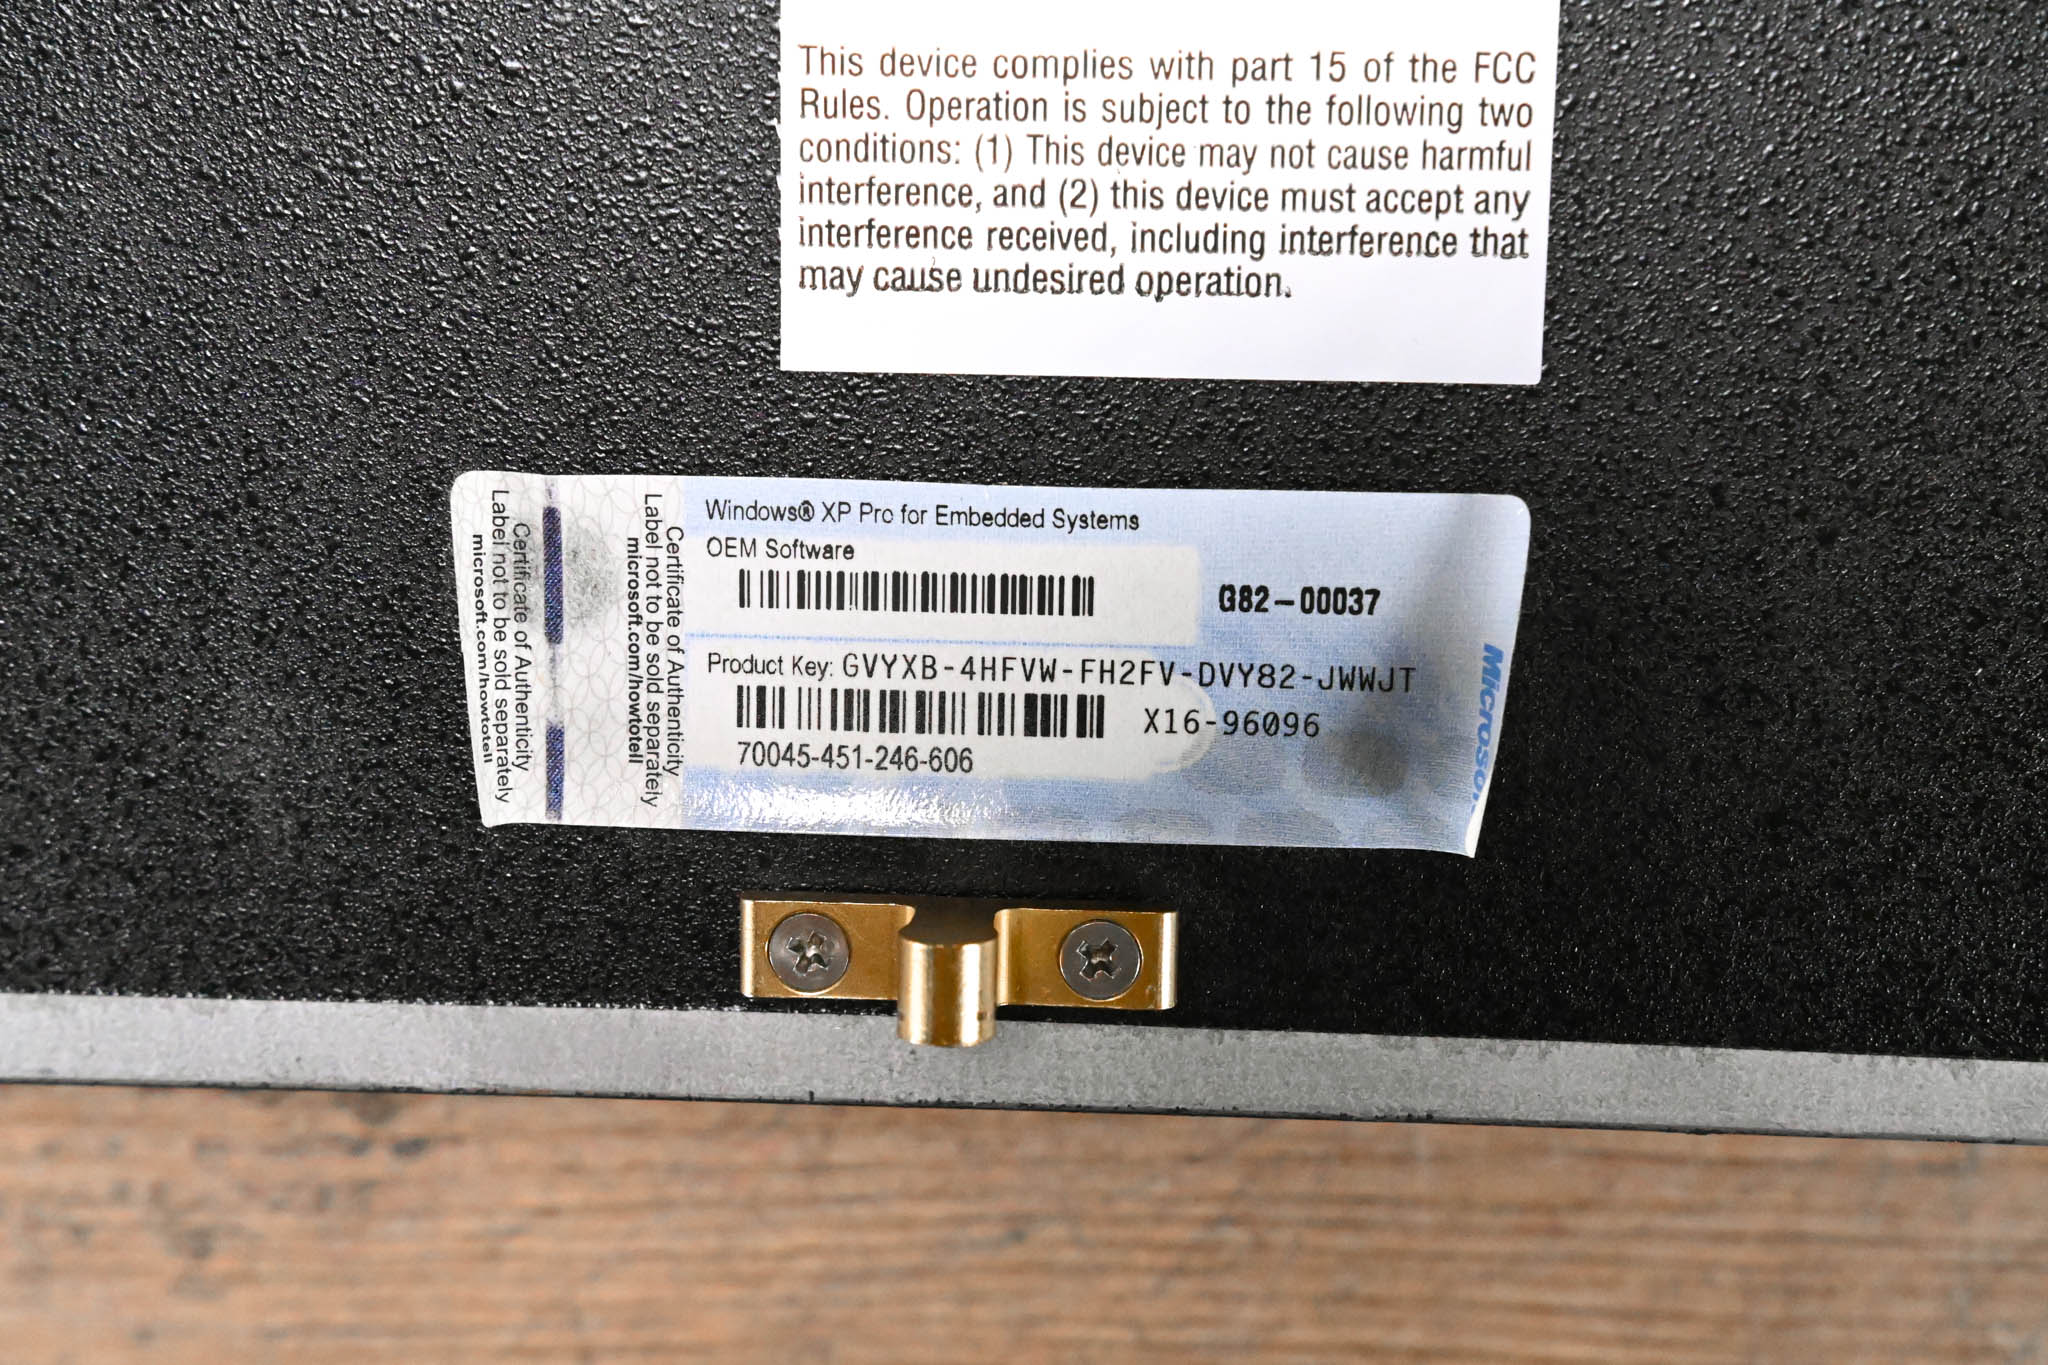 This device complies with part 15 of the FCC
Rules. Operation is subject to the following two
conditions: (1) This device may not cause harmful
interference, and (2) this device must accept any
interference received, including interference that
may cause undesired operation.
Certificate of Authenticity
Label not to be sold separately
microsoft.com/howtotell
Certificate of Authenticity
Label not to be sold separately
microsoft.com/howtotell
Windows® XP Pro for Embedded Systems
OEM Software
G82-00037
Product Key: GVYXB-4HFVW-FH2FV-DVY82-JWWJT
X16-96096
70045-451-246-606
Microsoft